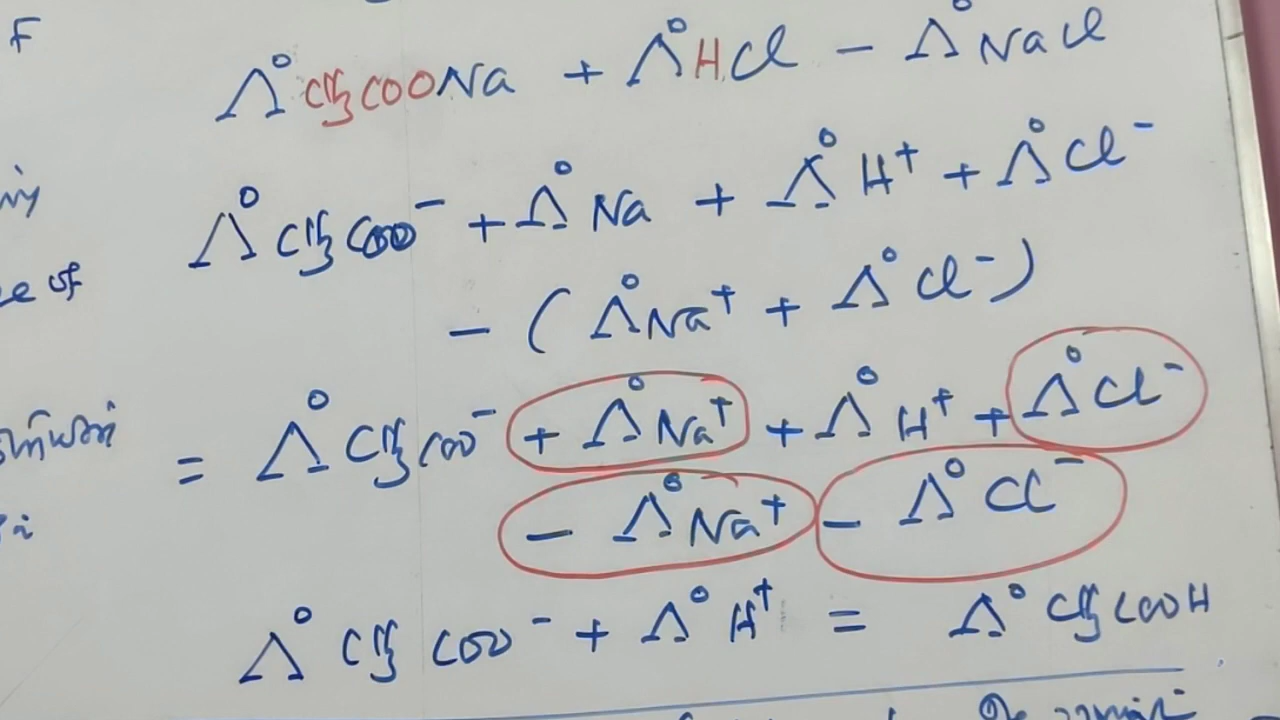 F
Λ° CH₃COONa + Λ° HCl − Λ° NaCl
Λ° CH₃COO⁻ + Λ° Na + Λ° H⁺ + Λ° Cl⁻
e of
− ( Λ° Na⁺ + Λ° Cl⁻ )
= Λ° CH₃COO⁻ + Λ° Na⁺ + Λ° H⁺ + Λ° Cl⁻
− Λ° Na⁺ − Λ° Cl⁻
Λ° CH₃COO⁻ + Λ° H⁺ = Λ° CH₃COOH